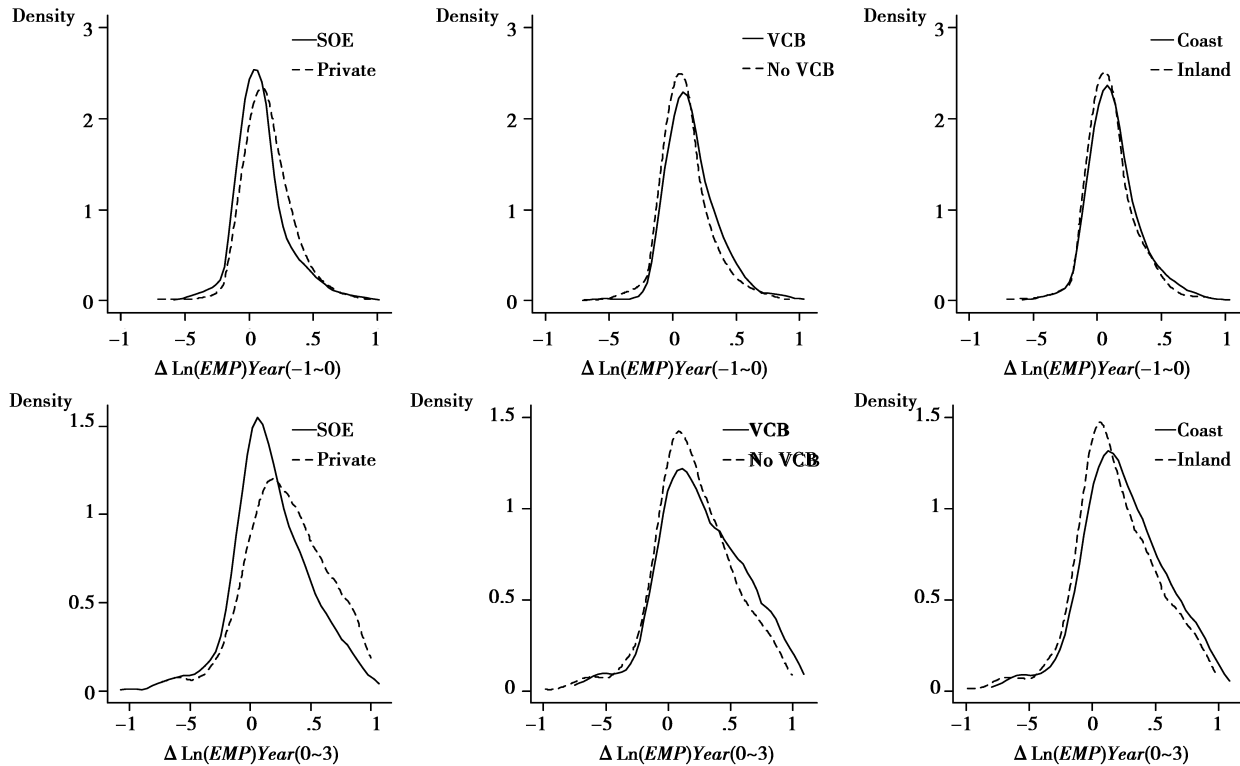 Density
3
2
1
0
SOE
Private
−1
−.5
0
.5
1
Δ Ln(EMP)Year(−1~0)
Density
3
2
1
0
VCB
No VCB
−1
−.5
0
.5
1
Δ Ln(EMP)Year(−1~0)
Density
3
2
1
0
Coast
Inland
−1
−.5
0
.5
1
Δ Ln(EMP)Year(−1~0)
Density
1.5
1
0.5
0
SOE
Private
−1
−.5
0
.5
1
Δ Ln(EMP)Year(0~3)
Density
1.5
1
0.5
0
VCB
No VCB
−1
−.5
0
.5
1
Δ Ln(EMP)Year(0~3)
Density
1.5
1
0.5
0
Coast
Inland
−1
−.5
0
.5
1
Δ Ln(EMP)Year(0~3)